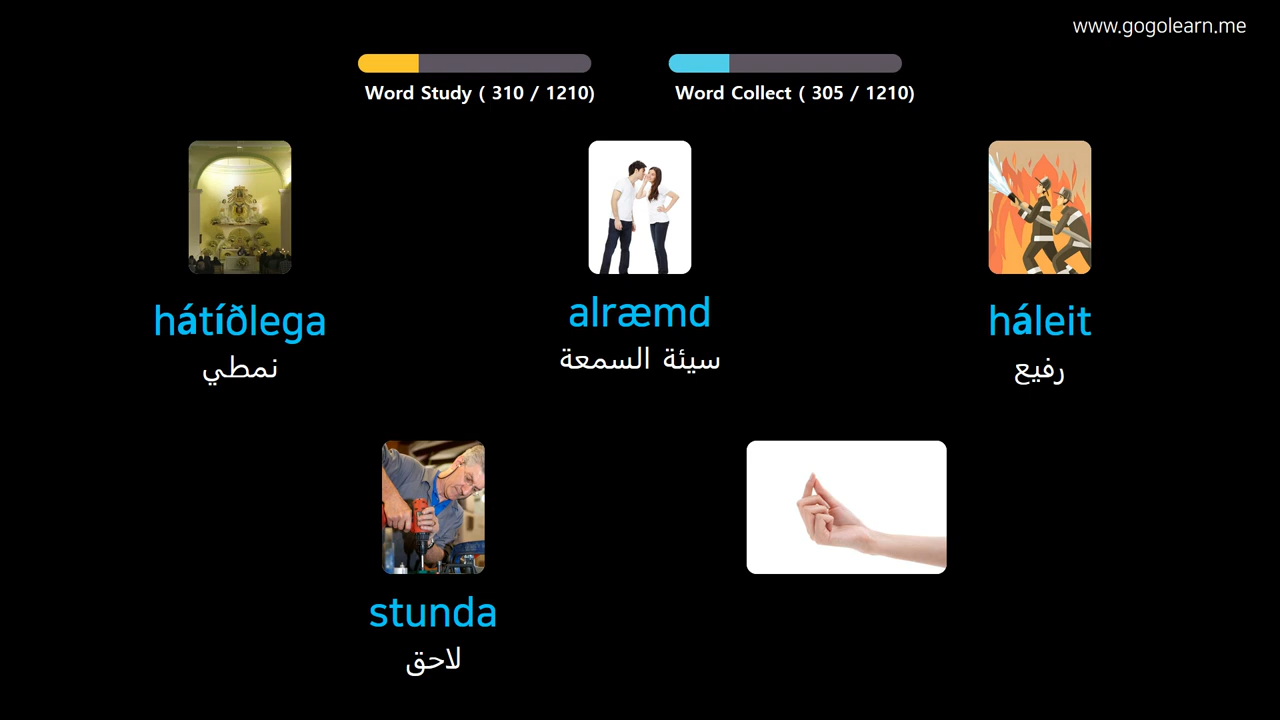 www.gogolearn.me
Word Study ( 310 / 1210)
Word Collect ( 305 / 1210)
hátíðlega
نمطي
alræmd
سيئة السمعة
háleit
رفيع
stunda
لاحق